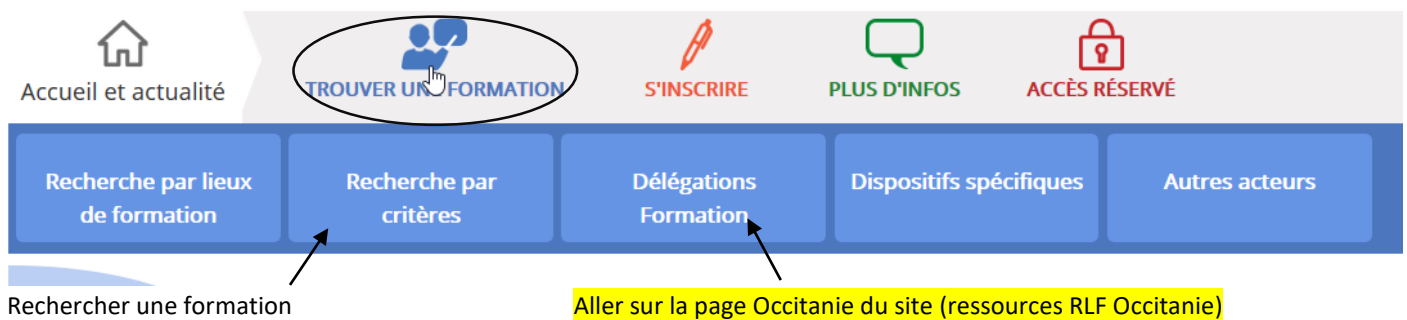 Accueil et actualité
TROUVER UNE FORMATION
S'INSCRIRE
PLUS D'INFOS
ACCÈS RÉSERVÉ
Recherche par lieux
de formation
Recherche par
critères
Délégations
Formation
Dispositifs spécifiques
Autres acteurs
Rechercher une formation
Aller sur la page Occitanie du site (ressources RLF Occitanie)